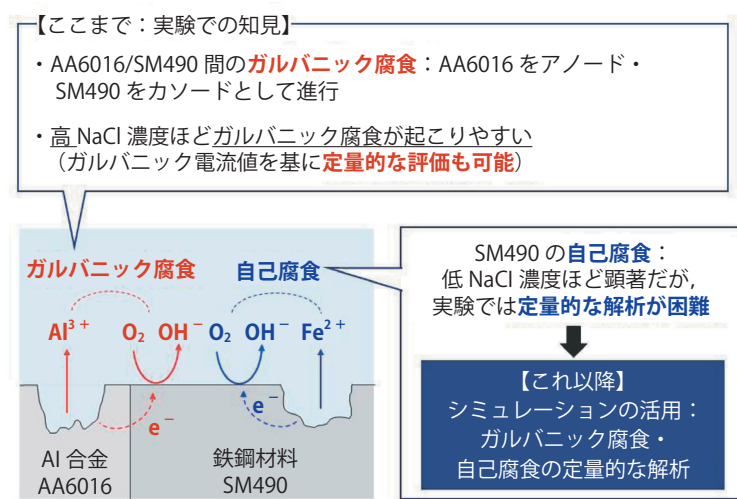 【ここまで：実験での知見】
・AA6016/SM490 間のガルバニック腐食：AA6016 をアノード・
SM490 をカソードとして進行
・高 NaCl 濃度ほどガルバニック腐食が起こりやすい
（ガルバニック電流値を基に定量的な評価も可能）
ガルバニック腐食
自己腐食
Al³⁺ O₂ OH⁻ O₂ OH⁻ Fe²⁺
e⁻ e⁻
Al 合金
AA6016
鉄鋼材料
SM490
SM490 の自己腐食：
低 NaCl 濃度ほど顕著だが,
実験では定量的な解析が困難
【これ以降】
シミュレーションの活用：
ガルバニック腐食・
自己腐食の定量的な解析